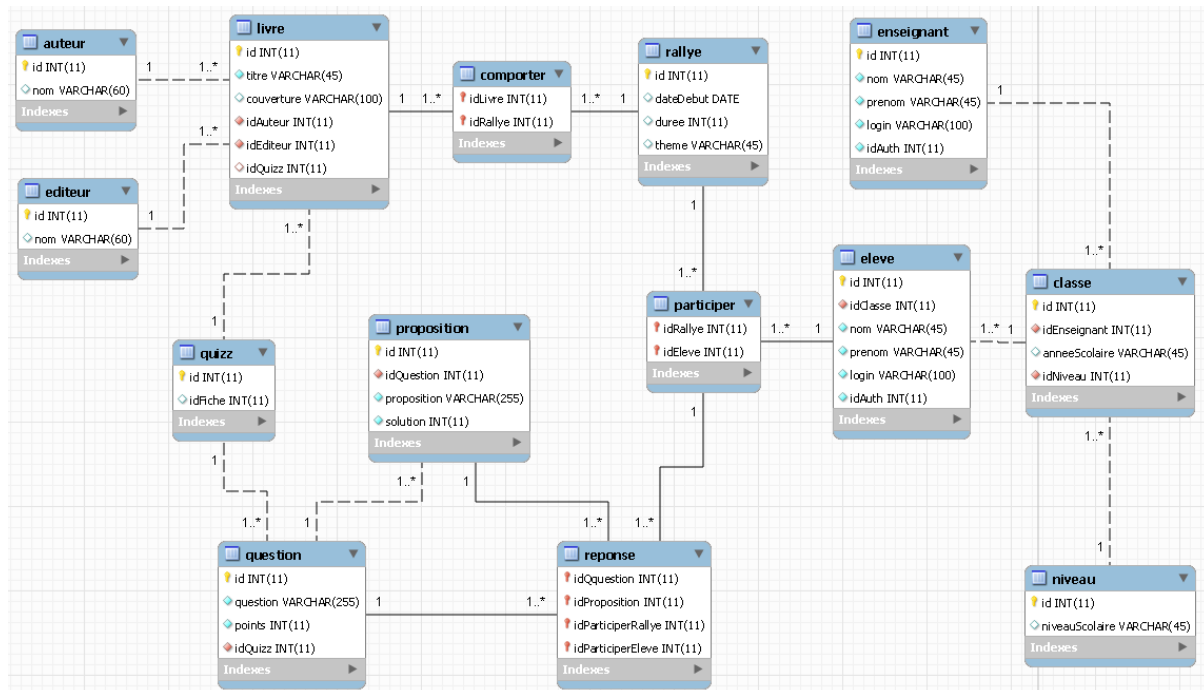 auteur
id INT(11)
nom VARCHAR(60)
Indexes
1
1..*
livre
id INT(11)
titre VARCHAR(45)
couverture VARCHAR(100)
idAuteur INT(11)
idEditeur INT(11)
idQuizz INT(11)
Indexes
1
1..*
comporter
idLivre INT(11)
idRallye INT(11)
Indexes
1..*
1
rallye
id INT(11)
dateDebut DATE
duree INT(11)
theme VARCHAR(45)
Indexes
enseignant
id INT(11)
nom VARCHAR(45)
prenom VARCHAR(45)
login VARCHAR(100)
idAuth INT(11)
Indexes
1
1..*
editeur
id INT(11)
nom VARCHAR(60)
Indexes
1
1..*
1..*
1
1
1..*
quizz
id INT(11)
idFiche INT(11)
Indexes
1
1..*
proposition
id INT(11)
idQuestion INT(11)
proposition VARCHAR(255)
solution INT(11)
Indexes
1..*
1
1
1..*
participer
idRallye INT(11)
idEleve INT(11)
Indexes
1..*
1
1
1..*
eleve
id INT(11)
idClasse INT(11)
nom VARCHAR(45)
prenom VARCHAR(45)
login VARCHAR(100)
idAuth INT(11)
Indexes
1..*
1
classe
id INT(11)
idEnseignant INT(11)
anneeScolaire VARCHAR(45)
idNiveau INT(11)
Indexes
1..*
1
question
id INT(11)
question VARCHAR(255)
points INT(11)
idQuizz INT(11)
Indexes
1
1..*
reponse
idQquestion INT(11)
idProposition INT(11)
idParticiperRallye INT(11)
idParticiperEleve INT(11)
Indexes
niveau
id INT(11)
niveauScolaire VARCHAR(45)
Indexes